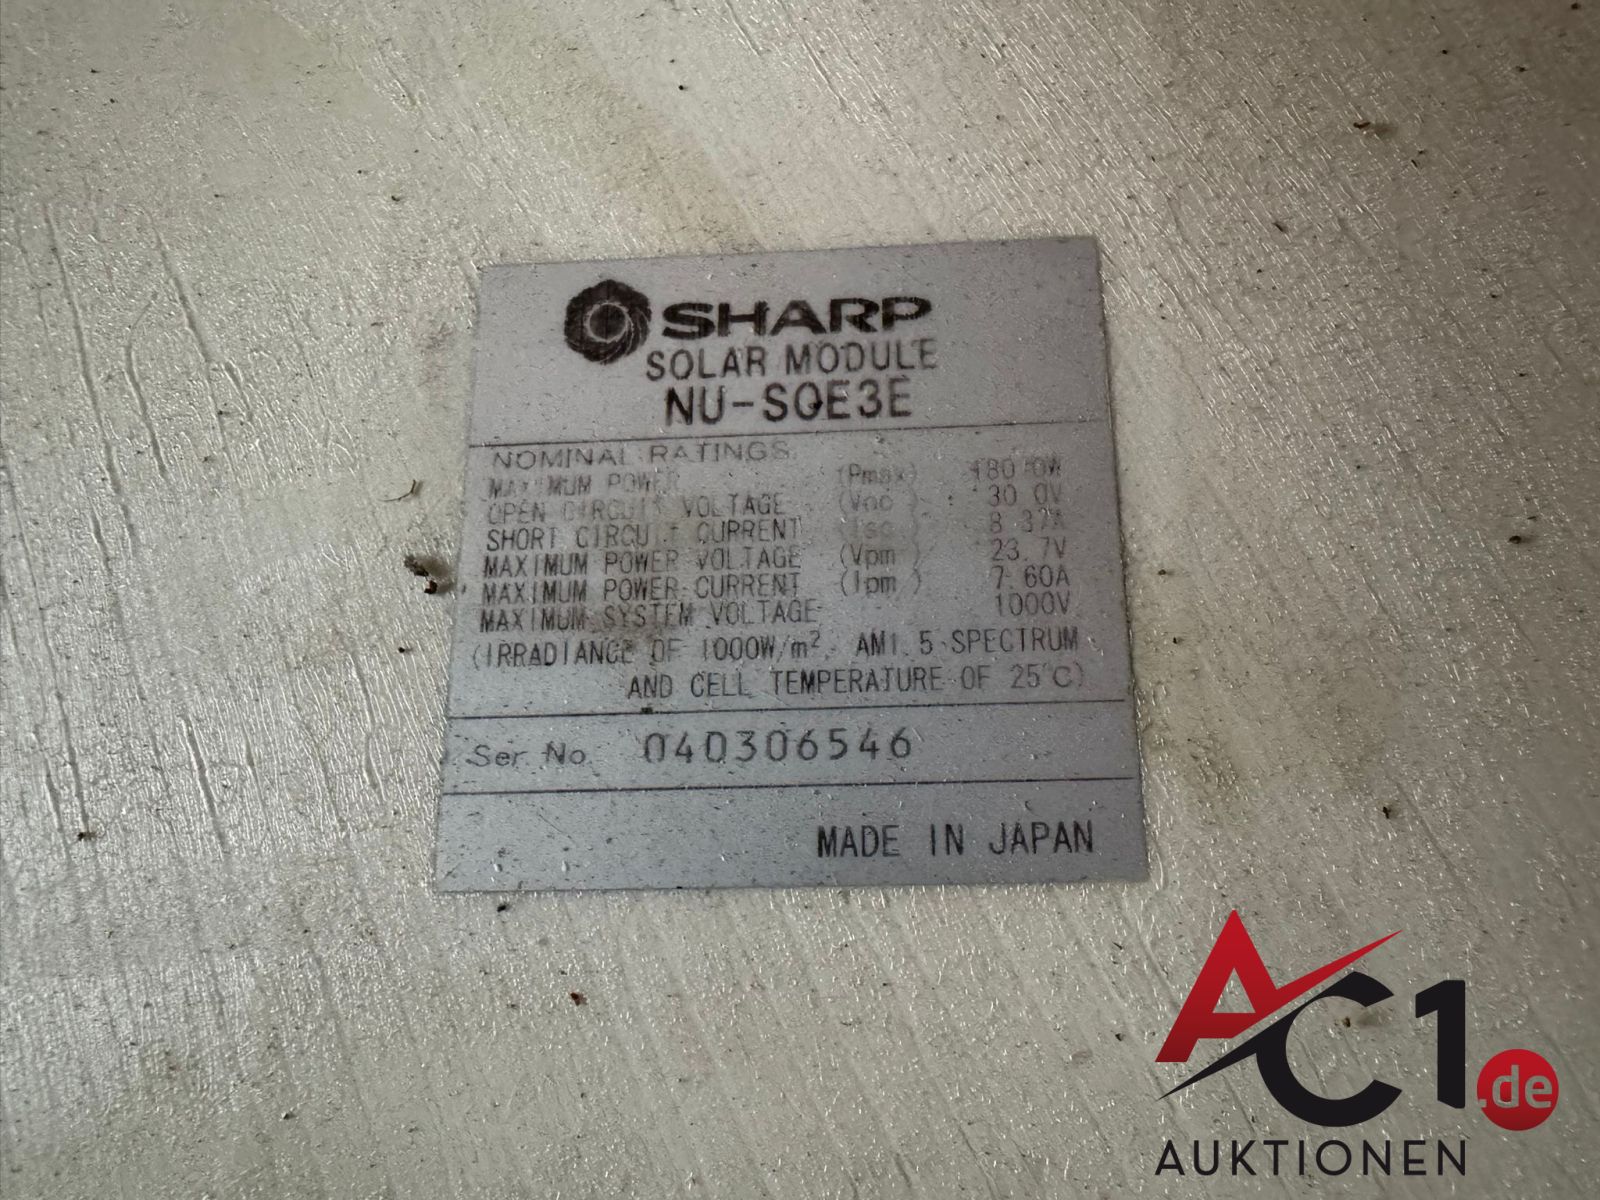 SHARP
SOLAR MODULE
NU-S0E3E
NOMINAL RATINGS
MAXIMUM POWER (Pmax) 180.0W
OPEN CIRCUIT VOLTAGE (Voc) 30.0V
SHORT CIRCUIT CURRENT (Isc) 8.37A
MAXIMUM POWER VOLTAGE (Vpm) 23.7V
MAXIMUM POWER CURRENT (Ipm) 7.60A
MAXIMUM SYSTEM VOLTAGE 1000V
(IRRADIANCE OF 1000W/m², AM1.5 SPECTRUM
AND CELL TEMPERATURE OF 25°C)
Ser. No. 040306546
MADE IN JAPAN
AC1.de
AUKTIONEN